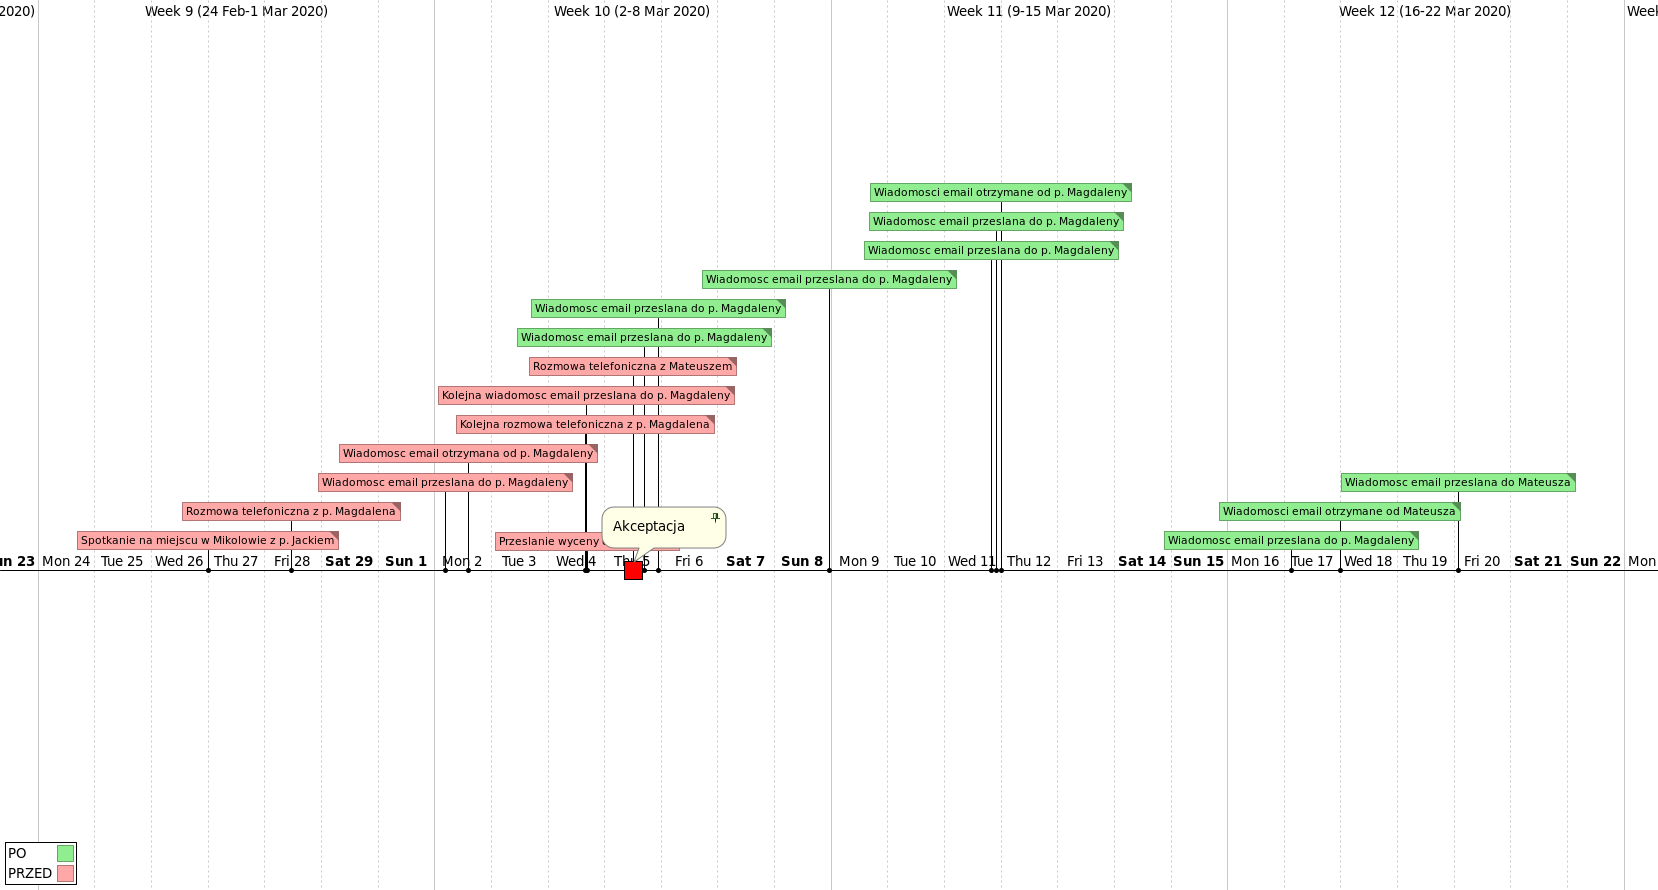 2020)
Week 9 (24 Feb-1 Mar 2020)
Week 10 (2-8 Mar 2020)
Week 11 (9-15 Mar 2020)
Week 12 (16-22 Mar 2020)
Week
Wiadomosci email otrzymane od p. Magdaleny
Wiadomosc email przeslana do p. Magdaleny
Wiadomosc email przeslana do p. Magdaleny
Wiadomosc email przeslana do p. Magdaleny
Wiadomosc email przeslana do p. Magdaleny
Wiadomosc email przeslana do p. Magdaleny
Rozmowa telefoniczna z Mateuszem
Kolejna wiadomosc email przeslana do p. Magdaleny
Kolejna rozmowa telefoniczna z p. Magdalena
Wiadomosc email otrzymana od p. Magdaleny
Wiadomosc email przeslana do p. Magdaleny
Wiadomosc email przeslana do Mateusza
Rozmowa telefoniczna z p. Magdalena
Wiadomosci email otrzymane od Mateusza
Akceptacja
Spotkanie na miejscu w Mikolowie z p. Jackiem
Przeslanie wyceny
Wiadomosc email przeslana do p. Magdaleny
un 23
Mon 24
Tue 25
Wed 26
Thu 27
Fri 28
Sat 29
Sun 1
Mon 2
Tue 3
Wed 4
Thu 5
Fri 6
Sat 7
Sun 8
Mon 9
Tue 10
Wed 11
Thu 12
Fri 13
Sat 14
Sun 15
Mon 16
Tue 17
Wed 18
Thu 19
Fri 20
Sat 21
Sun 22
Mon
PO
PRZED